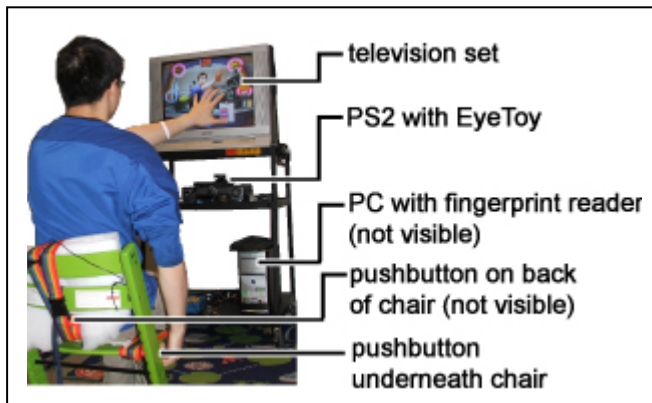 television set
PS2 with EyeToy
PC with fingerprint reader
(not visible)
pushbutton on back
of chair (not visible)
pushbutton
underneath chair